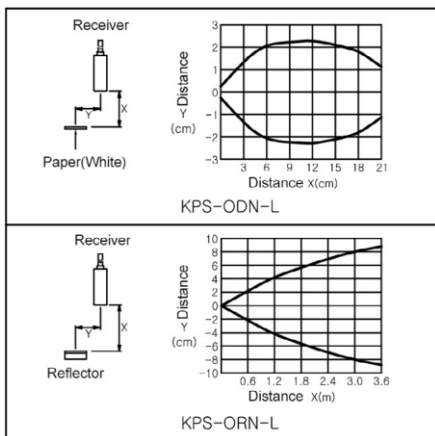 Receiver
X
Y
Paper(White)
Y Distance
(cm)
3
2
1
0
-1
-2
-3
3 6 9 12 15 18 21
Distance X(cm)
KPS-ODN-L
Receiver
X
Y
Reflector
Y Distance
(cm)
10
8
6
4
2
0
-2
-4
-6
-8
-10
0.6 1.2 1.8 2.4 3.0 3.6
Distance X(m)
KPS-ORN-L